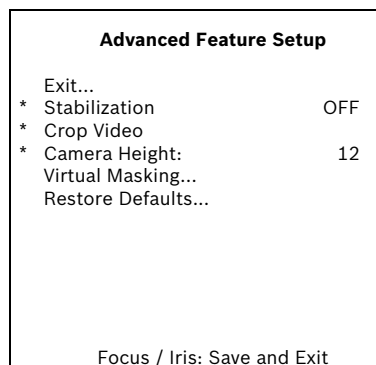 Advanced Feature Setup
Exit...
* Stabilization OFF
* Crop Video
* Camera Height: 12
Virtual Masking...
Restore Defaults...
Focus / Iris: Save and Exit